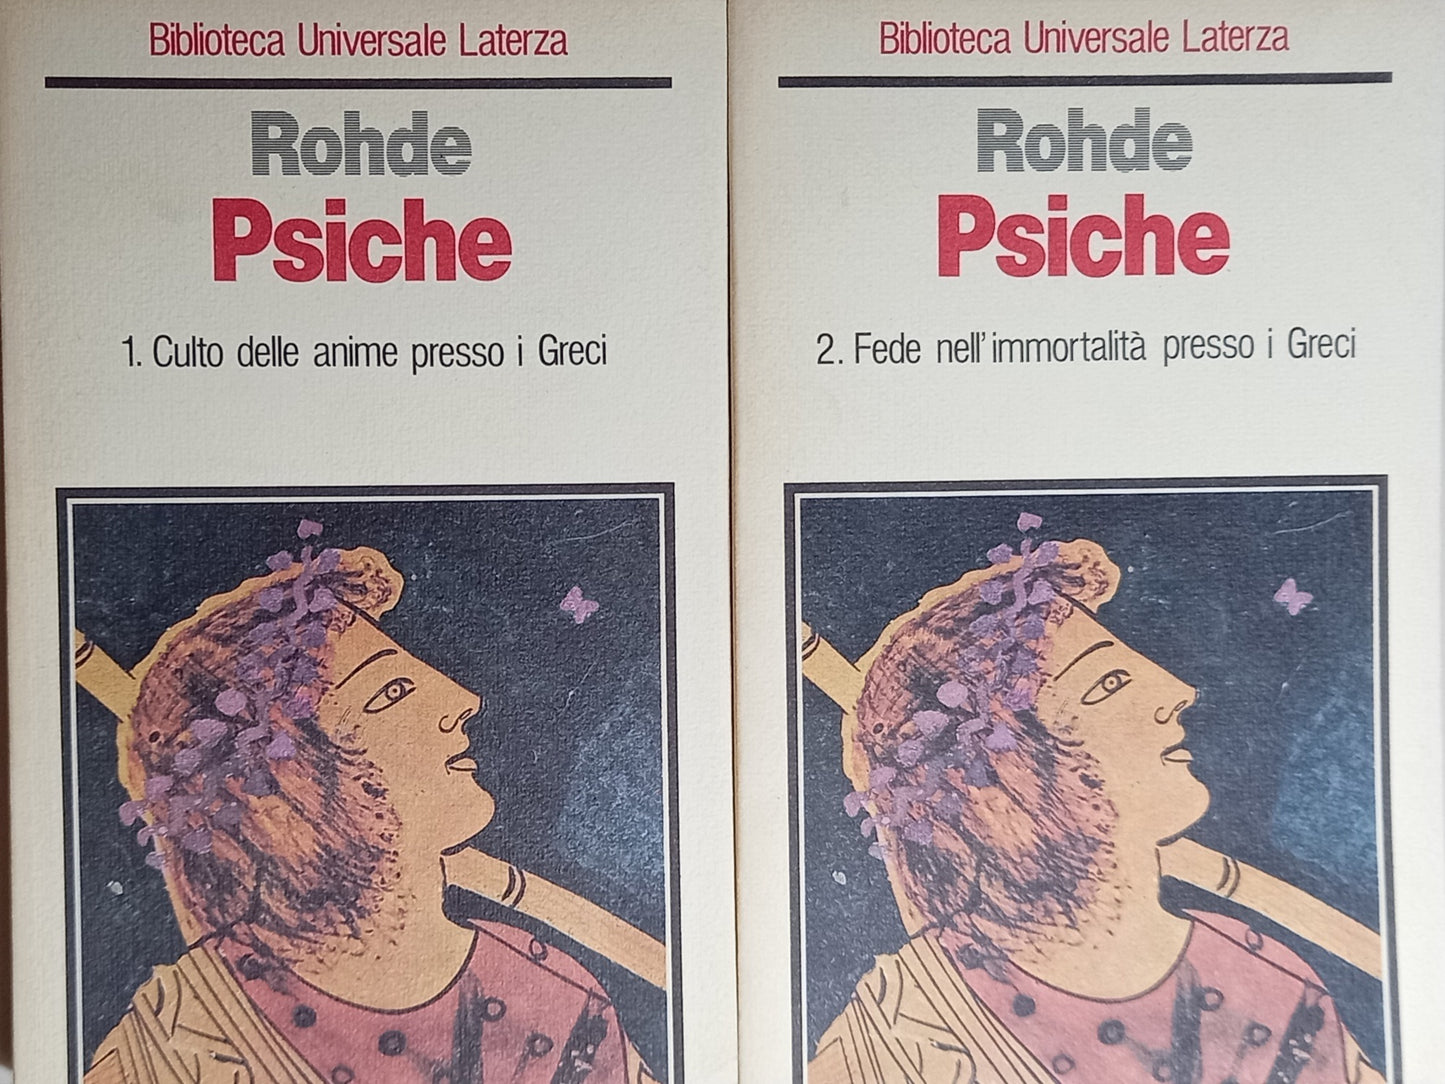 Biblioteca Universale Laterza
Rohde
Psiche
1. Culto delle anime presso i Greci
Biblioteca Universale Laterza
Rohde
Psiche
2. Fede nell'immortalità presso i Greci